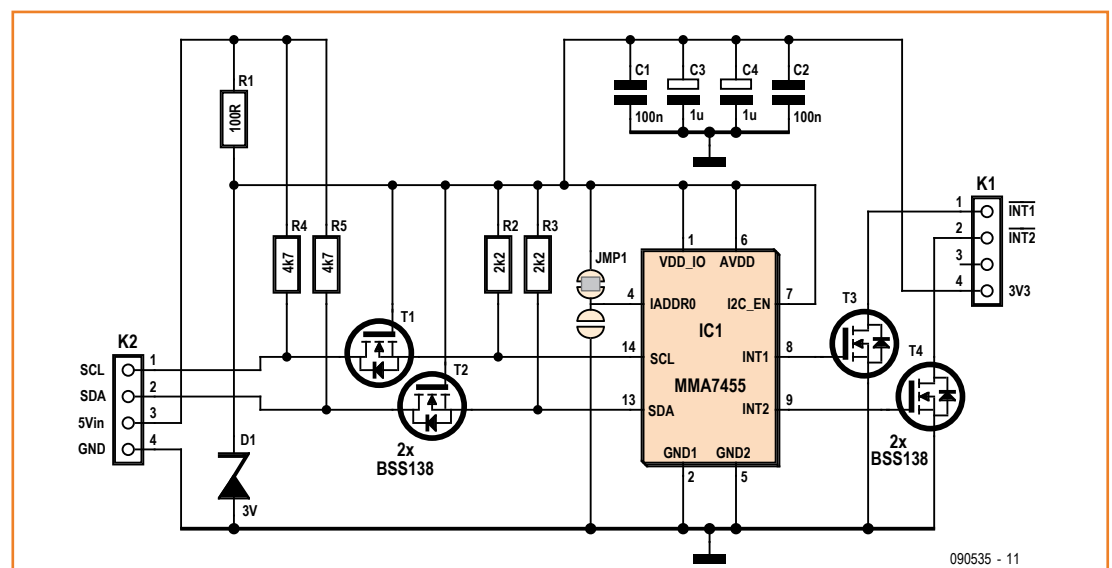 R1
100R
C1
100n
C3
1u
C4
1u
C2
100n
K1
1
INT1
2
INT2
3
4
3V3
R4
4k7
R5
4k7
R2
2k2
R3
2k2
JMP1
1
6
VDD_IO
AVDD
4
IADDR0
I2C_EN
7
IC1
T1
T2
T3
T4
14
SCL
INT1
8
MMA7455
13
SDA
INT2
9
GND1
GND2
2
5
K2
SCL
1
SDA
2
5Vin
3
GND
4
D1
3V
2x
BSS138
2x
BSS138
090535 - 11